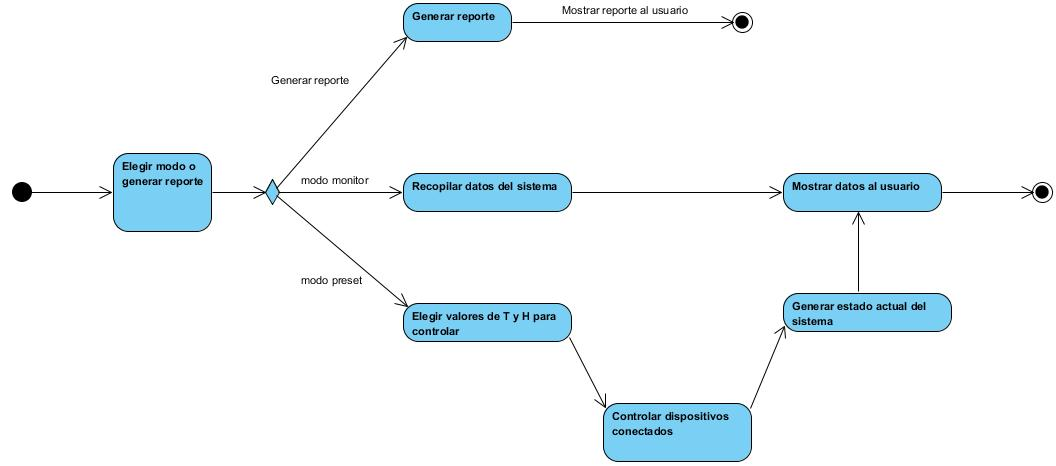 Generar reporte
Mostrar reporte al usuario
Generar reporte
Elegir modo o
generar reporte
modo monitor
Recopilar datos del sistema
Mostrar datos al usuario
modo preset
Elegir valores de T y H para
controlar
Generar estado actual del
sistema
Controlar dispositivos
conectados